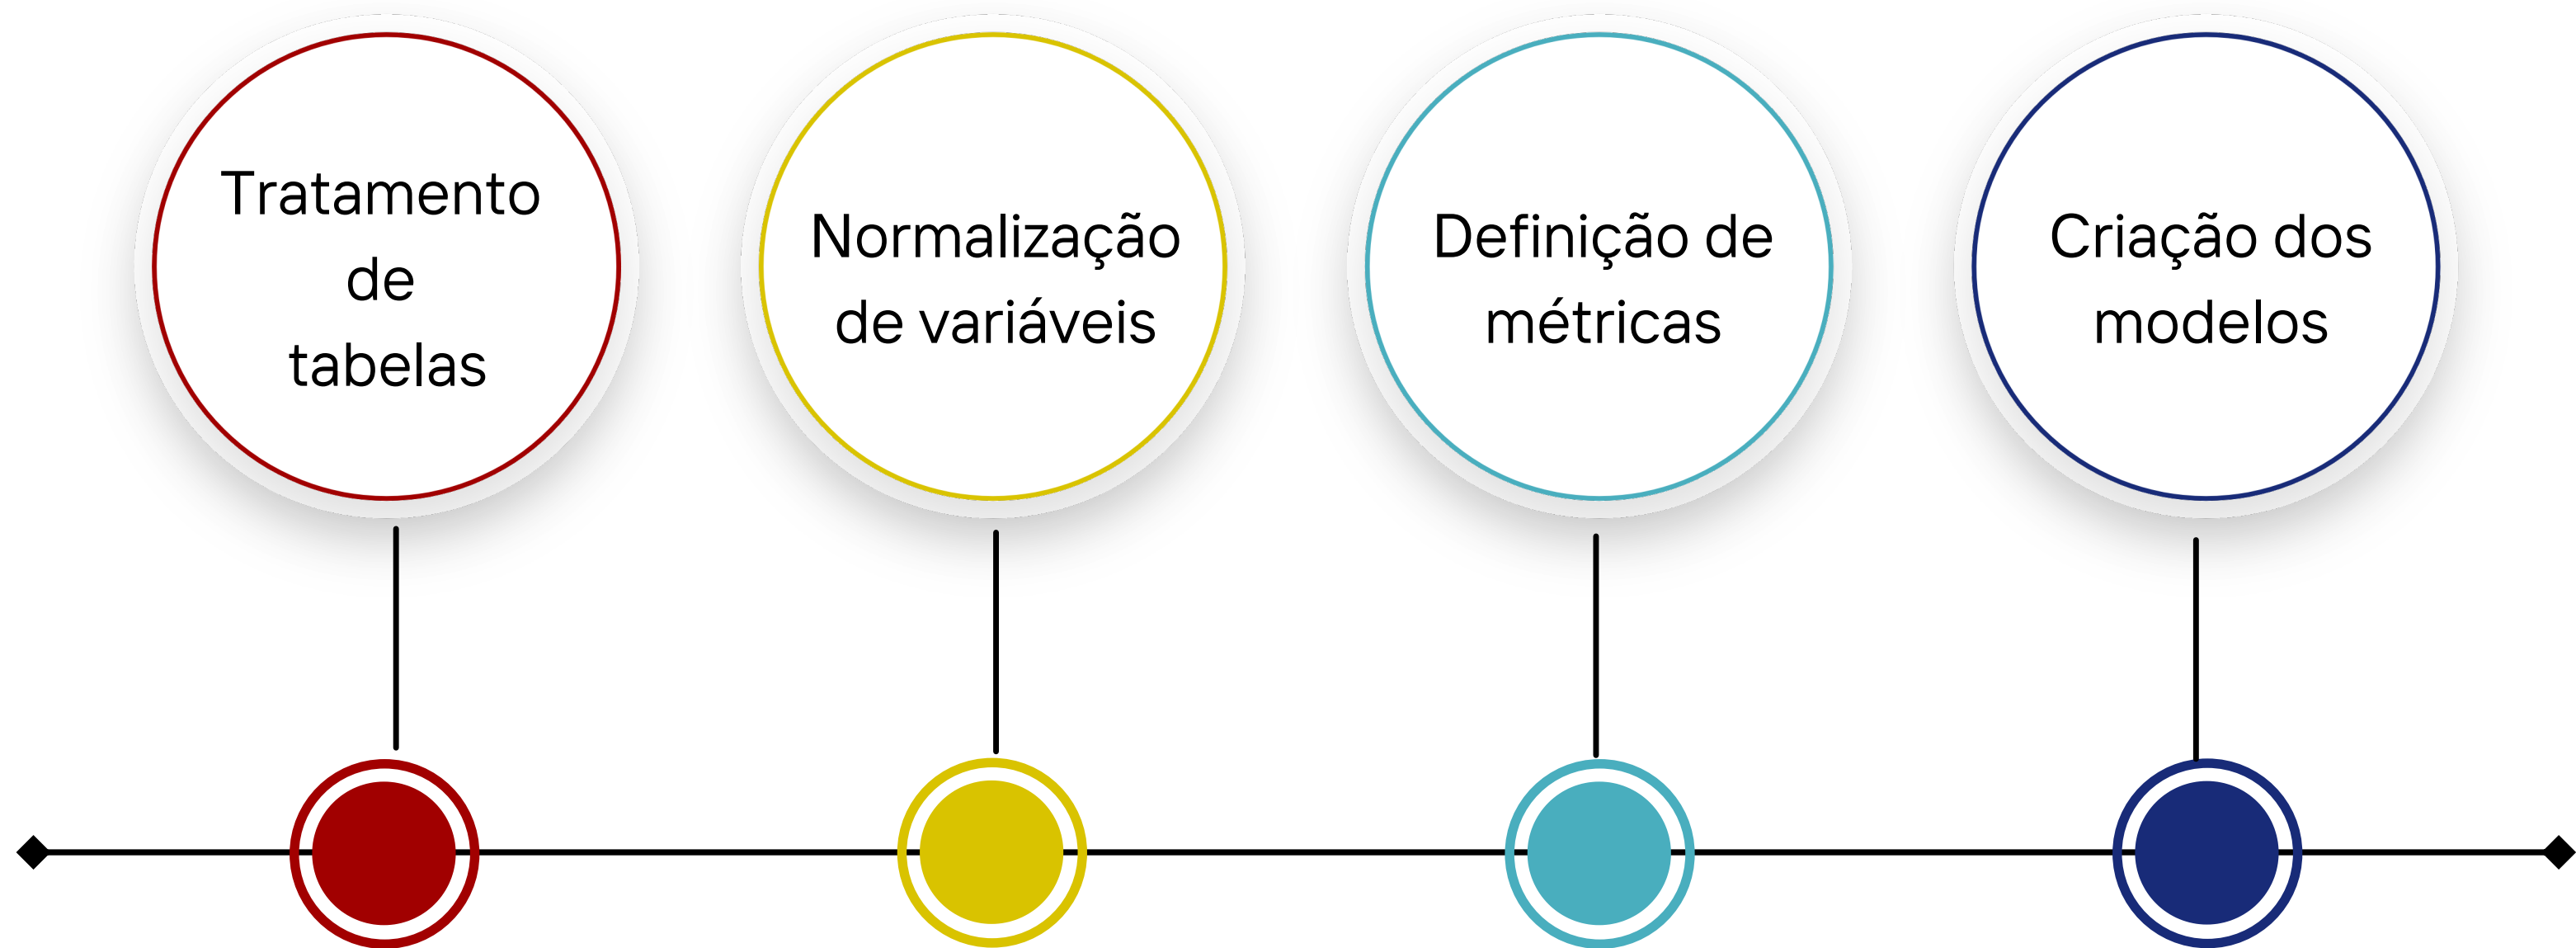 Tratamento
de
tabelas
Normalização
de variáveis
Definição de
métricas
Criação dos
modelos